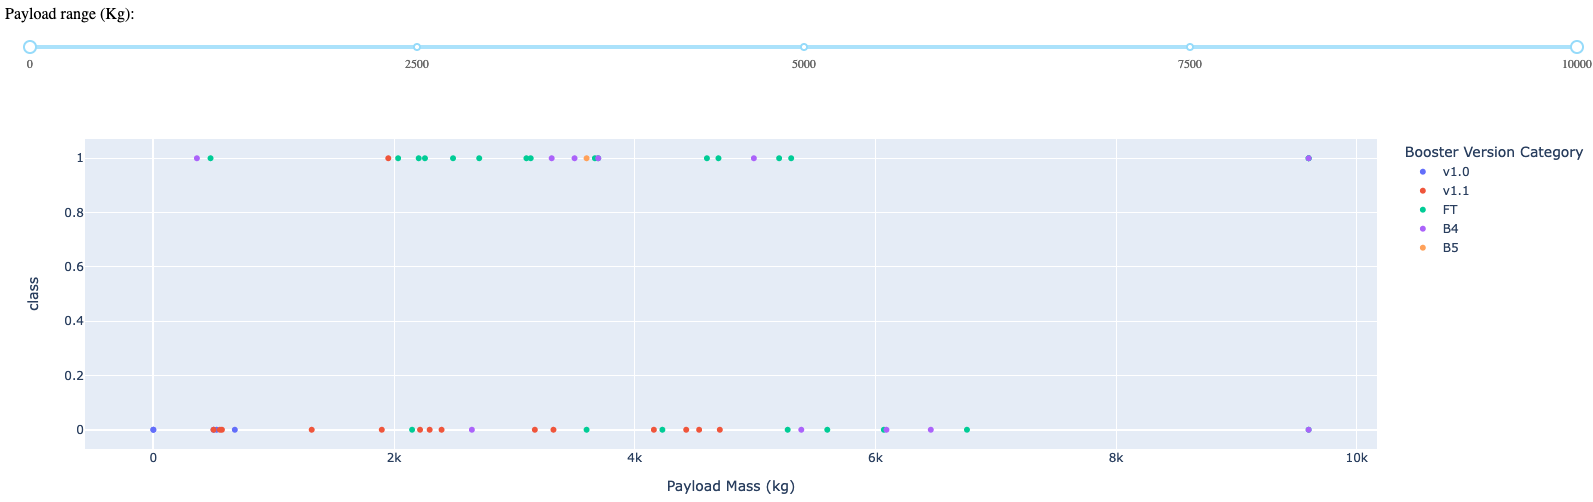 Payload range (Kg):
0 2500 5000 7500 10000
Booster Version Category
v1.0
v1.1
FT
B4
B5
1
0.8
0.6
0.4
0.2
0
class
0 2k 4k 6k 8k 10k
Payload Mass (kg)